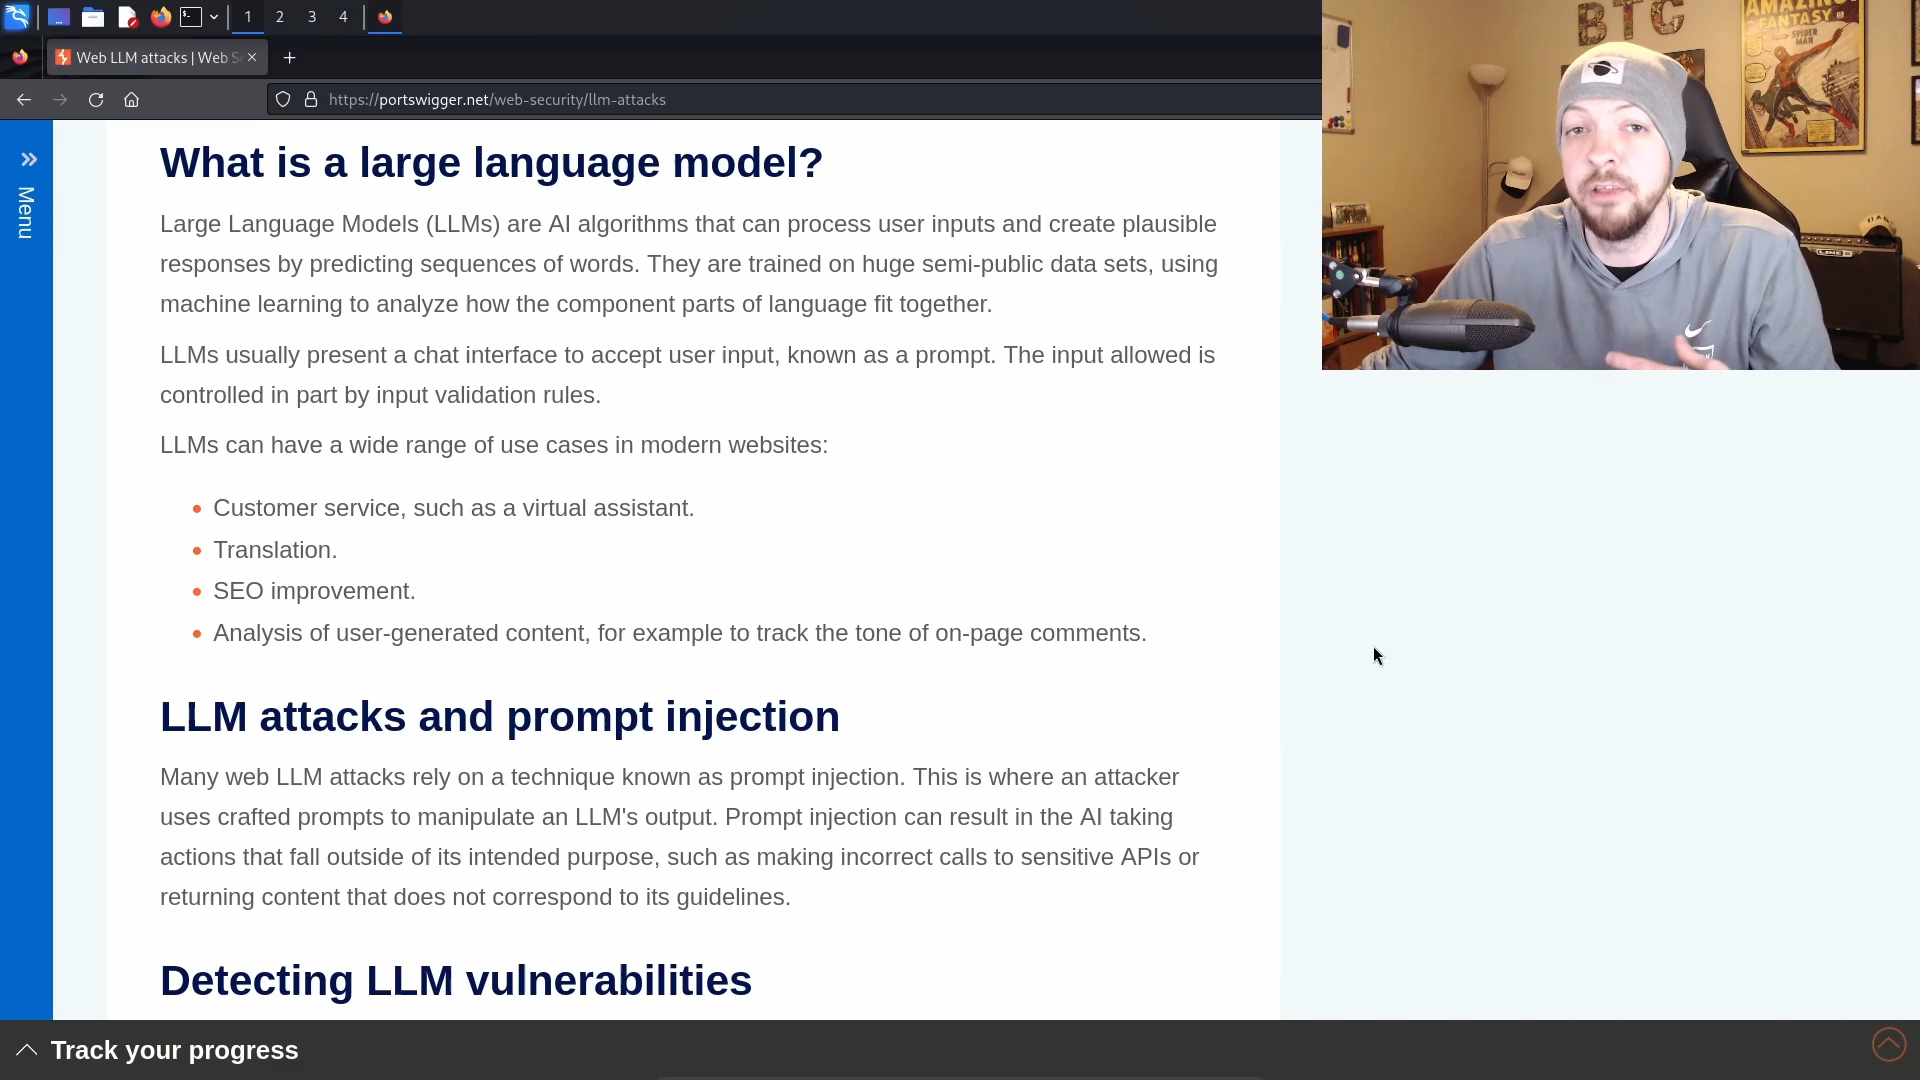 1 2 3 4
Web LLM attacks | Web S
https://portswigger.net/web-security/llm-attacks
Menu
What is a large language model?
Large Language Models (LLMs) are AI algorithms that can process user inputs and create plausible
responses by predicting sequences of words. They are trained on huge semi-public data sets, using
machine learning to analyze how the component parts of language fit together.
LLMs usually present a chat interface to accept user input, known as a prompt. The input allowed is
controlled in part by input validation rules.
LLMs can have a wide range of use cases in modern websites:
Customer service, such as a virtual assistant.
Translation.
SEO improvement.
Analysis of user-generated content, for example to track the tone of on-page comments.
LLM attacks and prompt injection
Many web LLM attacks rely on a technique known as prompt injection. This is where an attacker
uses crafted prompts to manipulate an LLM's output. Prompt injection can result in the AI taking
actions that fall outside of its intended purpose, such as making incorrect calls to sensitive APIs or
returning content that does not correspond to its guidelines.
Detecting LLM vulnerabilities
Track your progress
BTC
AMAZING
FANTASY
SPIDER
MAN
LINE